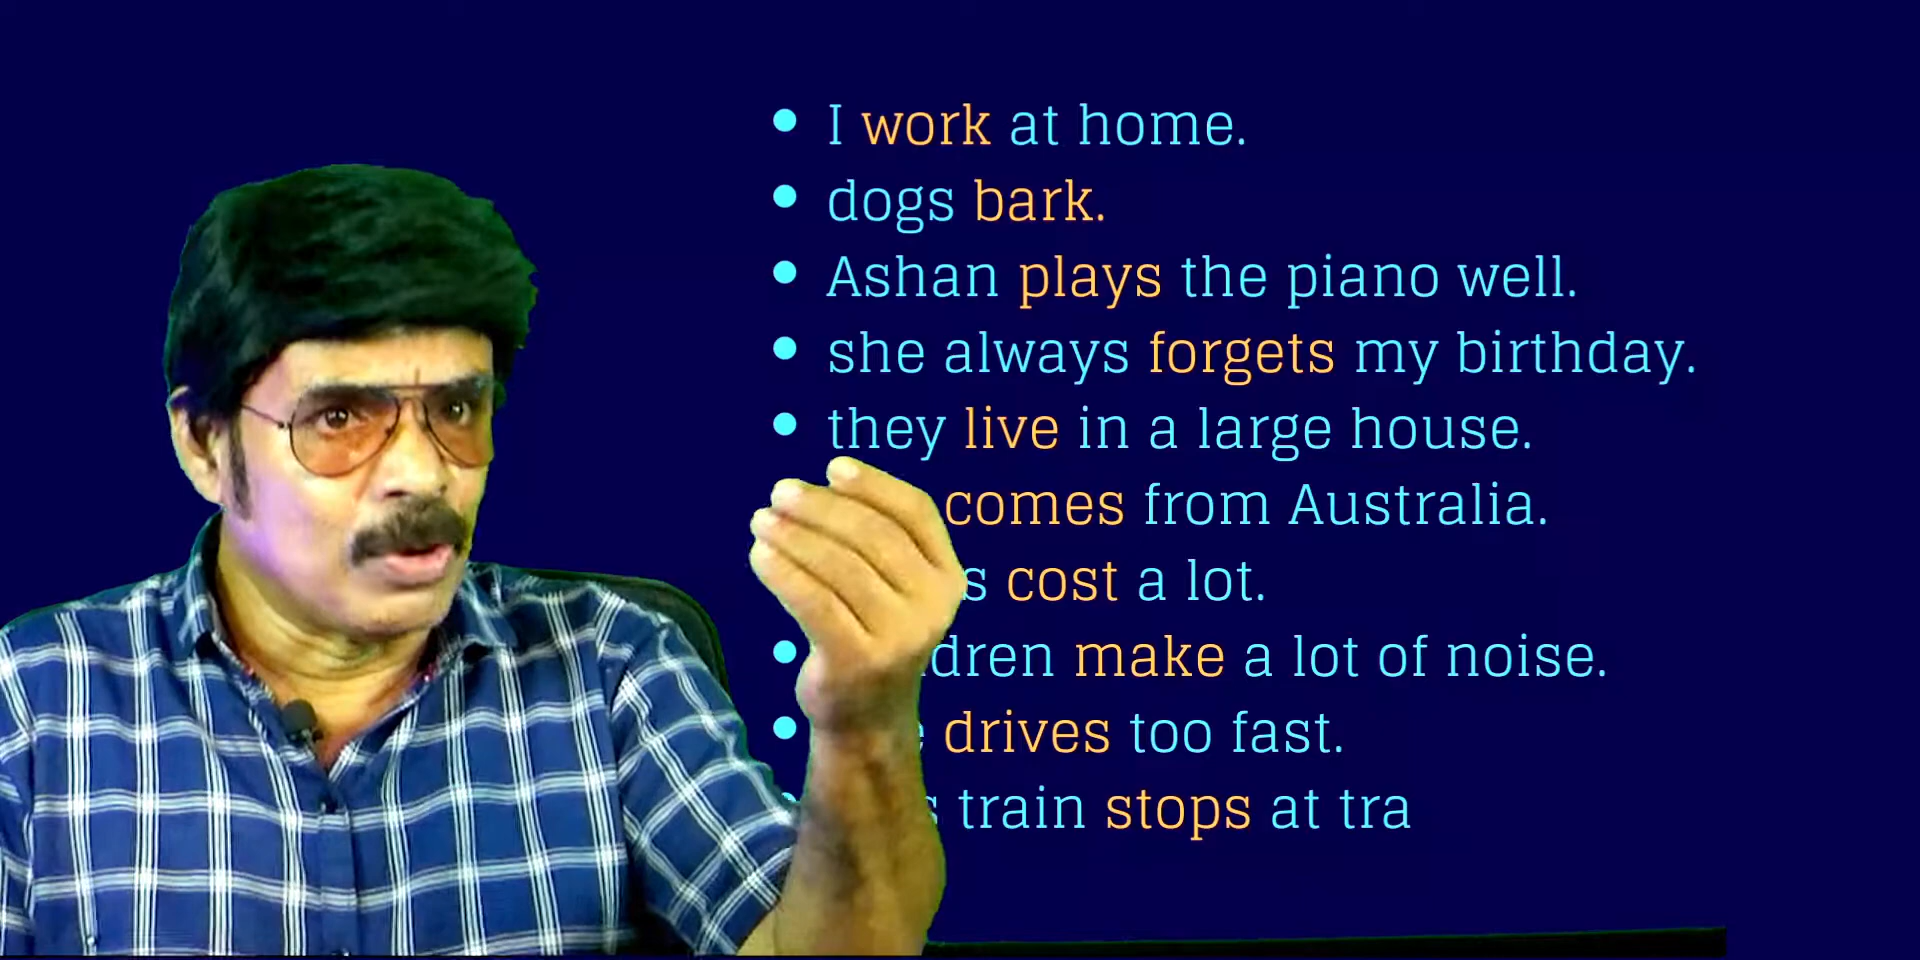 I work at home.
dogs bark.
Ashan plays the piano well.
she always forgets my birthday.
they live in a large house.
comes from Australia.
cost a lot.
make a lot of noise.
drives too fast.
train stops at tra